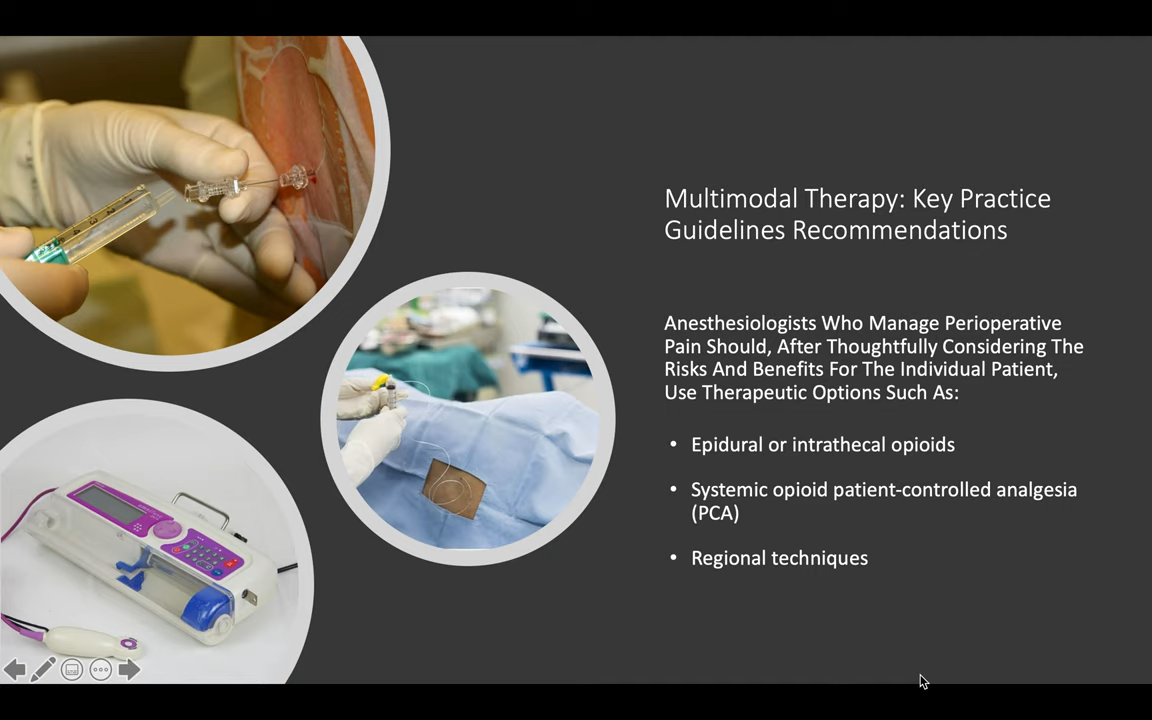 Multimodal Therapy: Key Practice
Guidelines Recommendations
Anesthesiologists Who Manage Perioperative
Pain Should, After Thoughtfully Considering The
Risks And Benefits For The Individual Patient,
Use Therapeutic Options Such As:
• Epidural or intrathecal opioids
• Systemic opioid patient-controlled analgesia
(PCA)
• Regional techniques